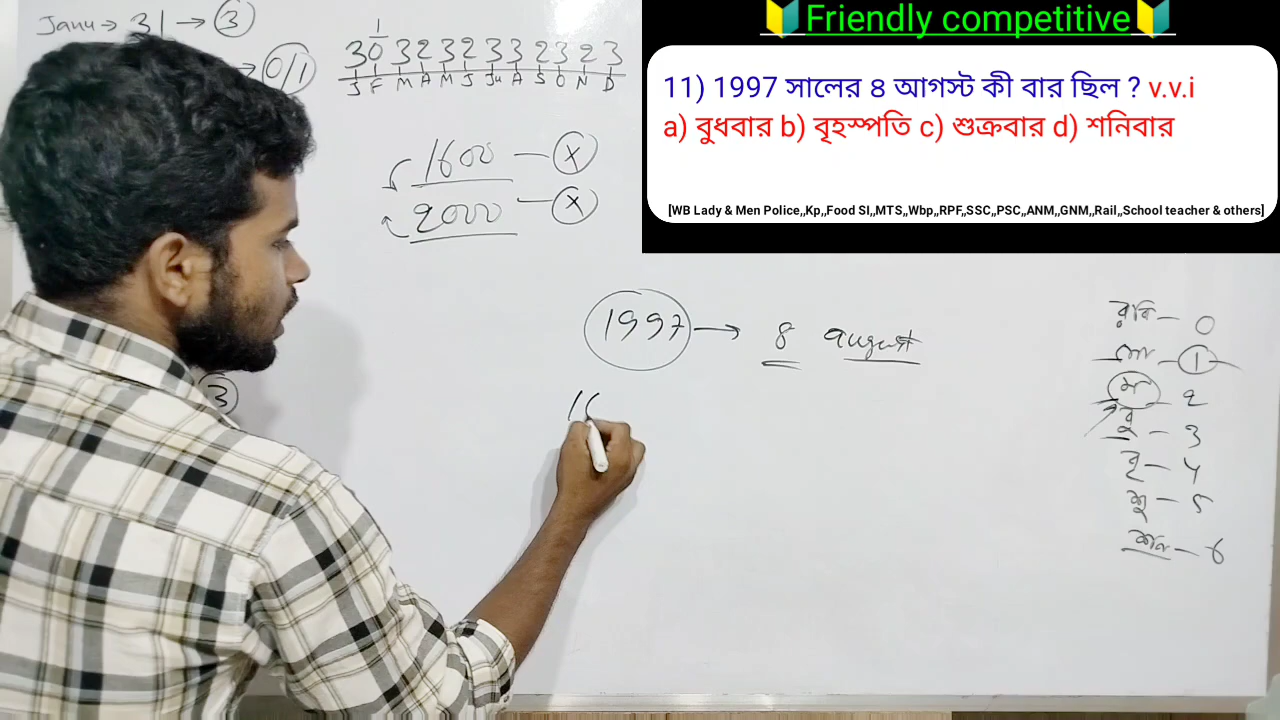 🔰Friendly competitive🔰
11) 1997 সালের ৪ আগস্ট কী বার ছিল ? v.v.i
a) বুধবার b) বৃহস্পতি c) শুক্রবার d) শনিবার
[WB Lady & Men Police,,Kp,,Food SI,,MTS,,Wbp,,RPF,,SSC,,PSC,,ANM,,GNM,,Rail,,School teacher & others]
Janu → 31 → 3
0/1
1
3 0 3 2 3 2 3 3 2 3 2 3
J F M A M J Ju A S O N D
1600 — x
2000 — x
1997 → 8 august
16
3
রবি — 0
সোম — 1
ম — 2
বু — 3
বৃ — 4
শু — 5
শনি — 6